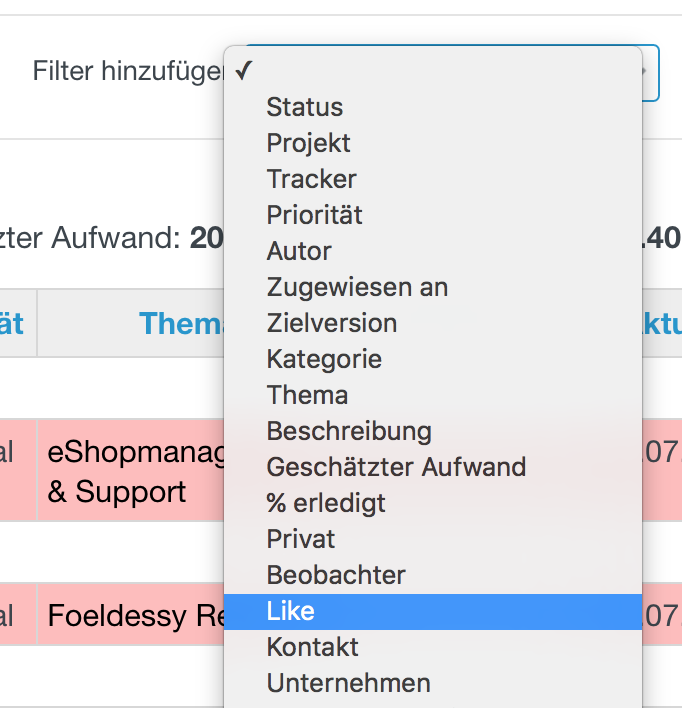 Filter hinzufüge
✓
Status
Projekt
Tracker
Priorität
Autor
Zugewiesen an
Zielversion
Kategorie
Thema
Beschreibung
Geschätzter Aufwand
% erledigt
Privat
Beobachter
Like
Kontakt
Unternehmen
zter Aufwand: 20
.40
ät Thema ktu
al eShopmanag .07
& Support
al Foeldessy Re .07